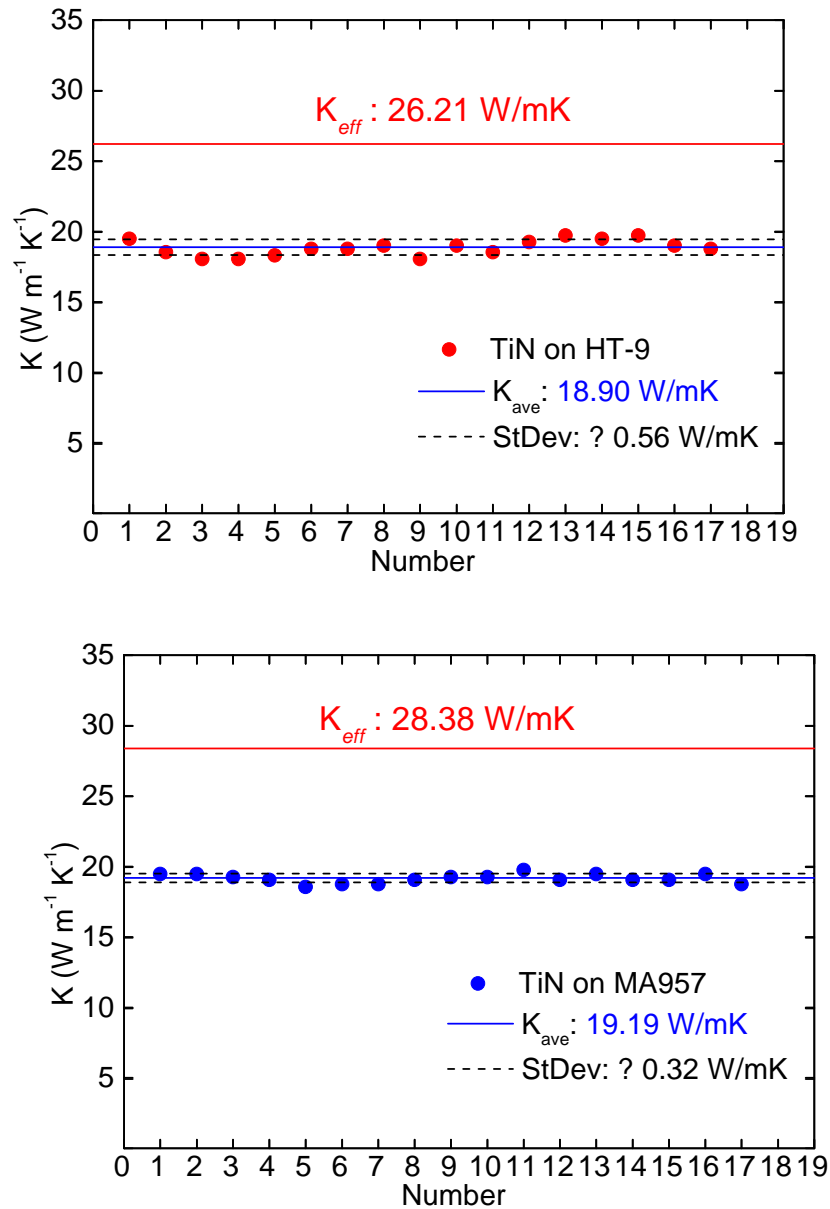 35
30
25
20
15
10
5
K (W m-1 K-1)
Keff : 26.21 W/mK
TiN on HT-9
Kave: 18.90 W/mK
StDev: ? 0.56 W/mK
0 1 2 3 4 5 6 7 8 9 10 11 12 13 14 15 16 17 18 19
Number
35
30
25
20
15
10
5
K (W m-1 K-1)
Keff : 28.38 W/mK
TiN on MA957
Kave: 19.19 W/mK
StDev: ? 0.32 W/mK
0 1 2 3 4 5 6 7 8 9 10 11 12 13 14 15 16 17 18 19
Number